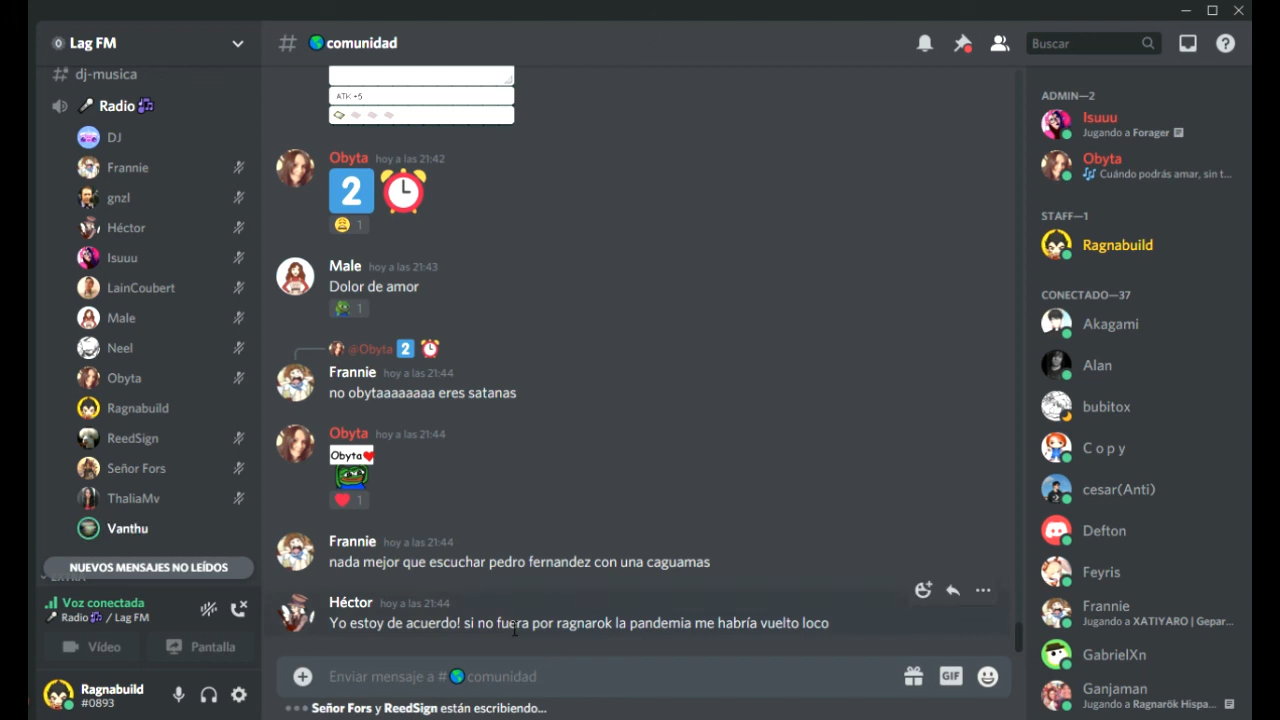 Lag FM
dj-musica
Radio
DJ
Frannie
gnzl
Héctor
Isuuu
LainCoubert
Male
Neel
Obyta
Ragnabuild
ReedSign
Señor Fors
ThaliaMv
Vanthu
NUEVOS MENSAJES NO LEÍDOS
Voz conectada
Radio / Lag FM
Vídeo
Pantalla
Ragnabuild
#0893
comunidad
Buscar
ATK +5
Obyta hoy a las 21:42
2
1
Male hoy a las 21:43
Dolor de amor
1
@Obyta 2
Frannie hoy a las 21:44
no obytaaaaaaaa eres satanas
Obyta hoy a las 21:44
Obyta
1
Frannie hoy a las 21:44
nada mejor que escuchar pedro fernandez con una caguamas
Héctor hoy a las 21:44
Yo estoy de acuerdo! si no fuera por ragnarok la pandemia me habría vuelto loco
Enviar mensaje a # comunidad
GIF
Señor Fors y ReedSign están escribiendo...
ADMIN—2
Isuuu
Jugando a Forager
Obyta
Cuándo podrás amar, sin t...
STAFF—1
Ragnabuild
CONECTADO—37
Akagami
Alan
bubitox
C o p y
cesar(Anti)
Defton
Feyris
Frannie
Jugando a XATIYARO | Gepar...
GabrielXn
Ganjaman
Jugando a Ragnarök Hispa...